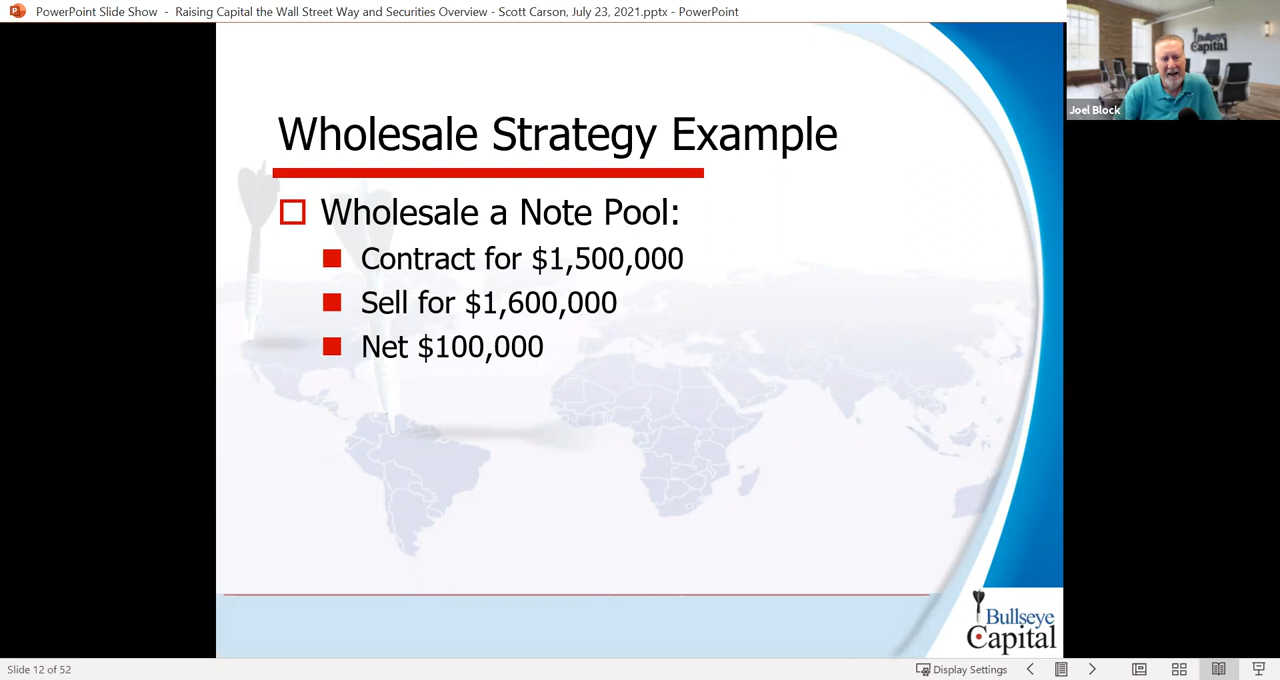 PowerPoint Slide Show - Raising Capital the Wall Street Way and Securities Overview - Scott Carson, July 23, 2021.pptx - PowerPoint
Bullseye
Capital
Joel Block
Wholesale Strategy Example
Wholesale a Note Pool:
Contract for $1,500,000
Sell for $1,600,000
Net $100,000
Bullseye
Capital
Slide 12 of 52
Display Settings